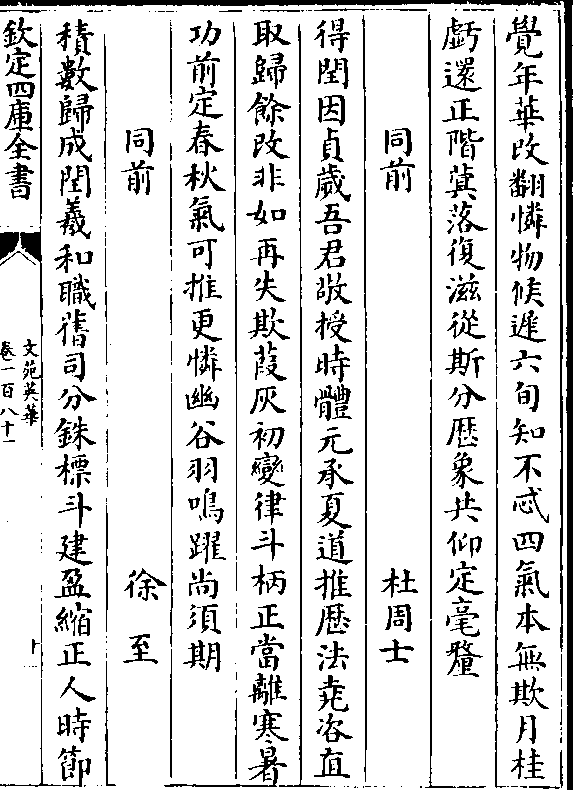 覺年華改翻憐物候遲六旬知不忒四氣本無欺月桂
虧還正階蓂落復滋從斯分歷象共仰定毫釐
同前 杜周士
得閏因貞歲吾君敬授時體元承夏道推歷法堯咨直
取歸餘改非如再失欺葭灰初變律斗柄正當離寒暑
功前定春秋氣可推更憐幽谷羽鳴躍尚須期
同前 徐至
積數歸成閏羲和職舊司分銖標斗建盈縮正人時節
欽定四庫全書
文苑英華
卷一百八十一
十